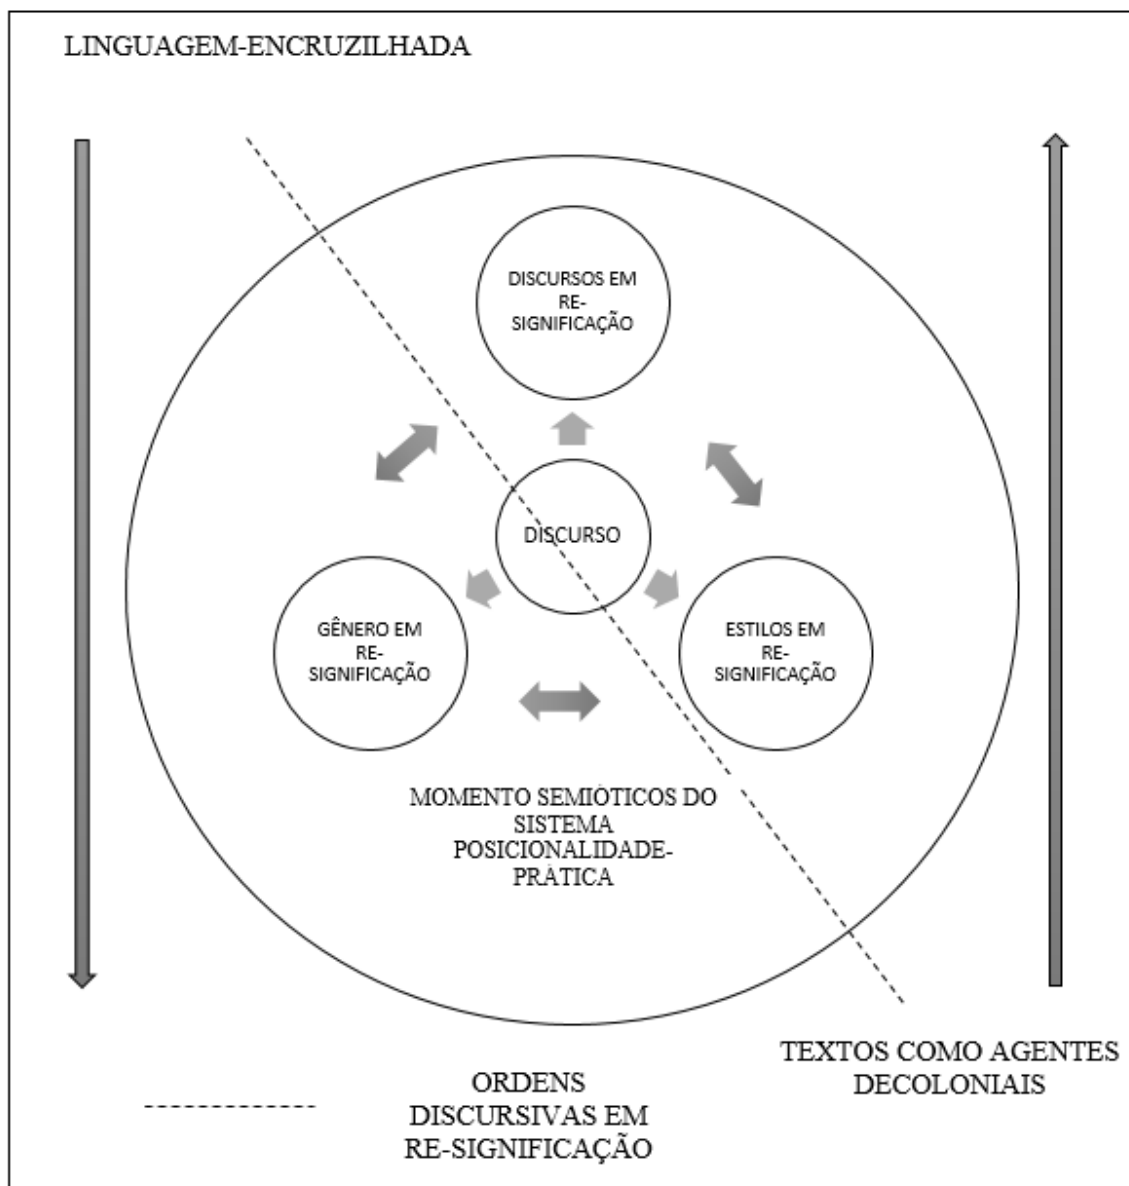 LINGUAGEM-ENCRUZILHADA
DISCURSOS EM
RE-
SIGNIFICAÇÃO
DISCURSO
GÊNERO EM
RE-
SIGNIFICAÇÃO
ESTILOS EM
RE-
SIGNIFICAÇÃO
MOMENTO SEMIÓTICOS DO
SISTEMA
POSICIONALIDADE-
PRÁTICA
TEXTOS COMO AGENTES
DECOLONIAIS
ORDENS
DISCURSIVAS EM
RE-SIGNIFICAÇÃO